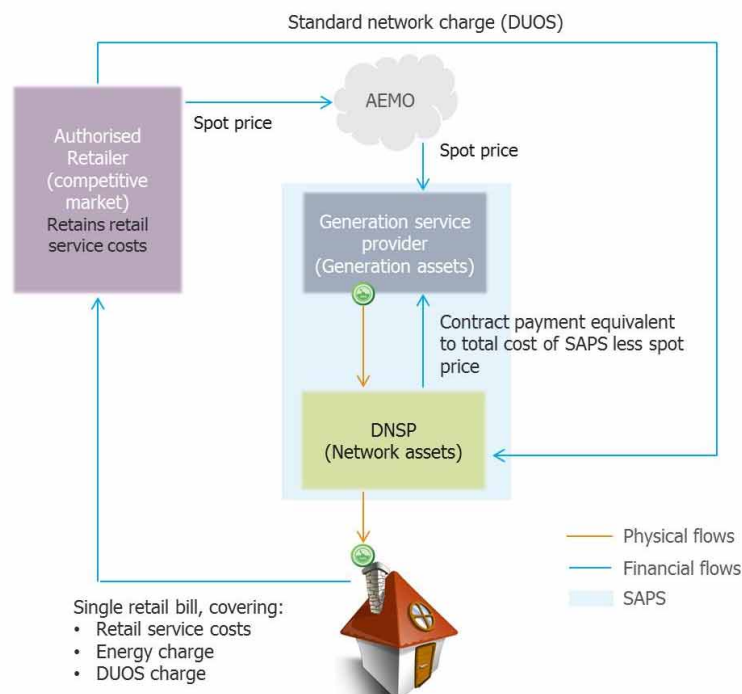 Standard network charge (DUOS)
AEMO
Spot price
Spot price
Authorised
Retailer
(competitive
market)
Retains retail
service costs
Generation service
provider
(Generation assets)
Contract payment equivalent
to total cost of SAPS less spot
price
DNSP
(Network assets)
Physical flows
Financial flows
SAPS
Single retail bill, covering:
• Retail service costs
• Energy charge
• DUOS charge